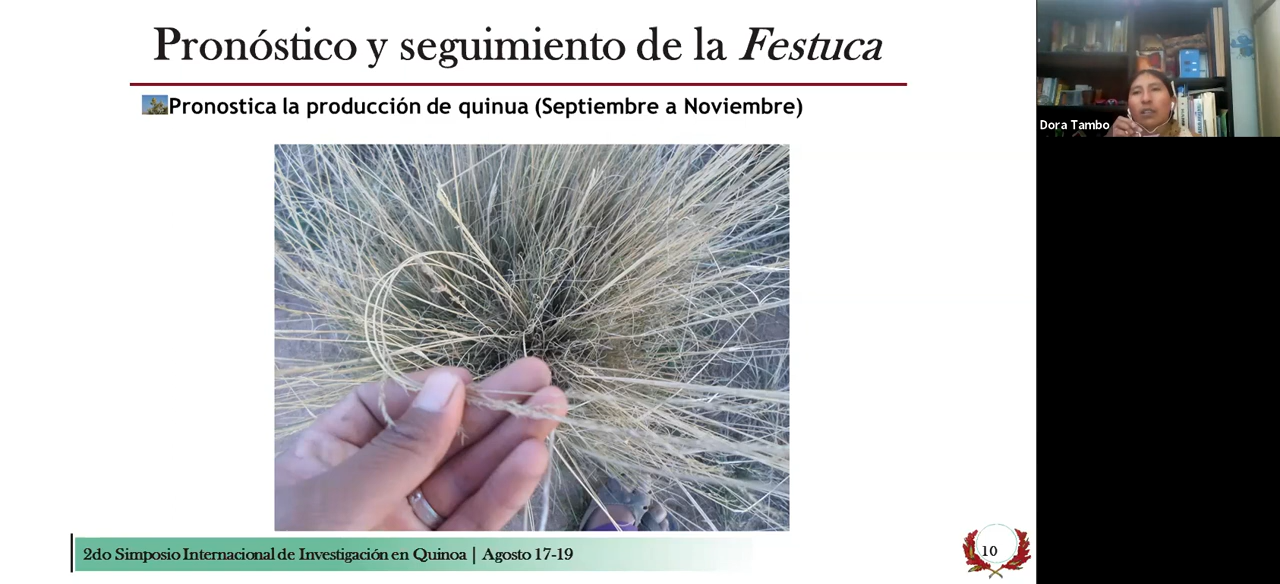 Pronóstico y seguimiento de la Festuca
Pronostica la producción de quinua (Septiembre a Noviembre)
Dora Tambo
2do Simposio Internacional de Investigación en Quinoa | Agosto 17-19
10